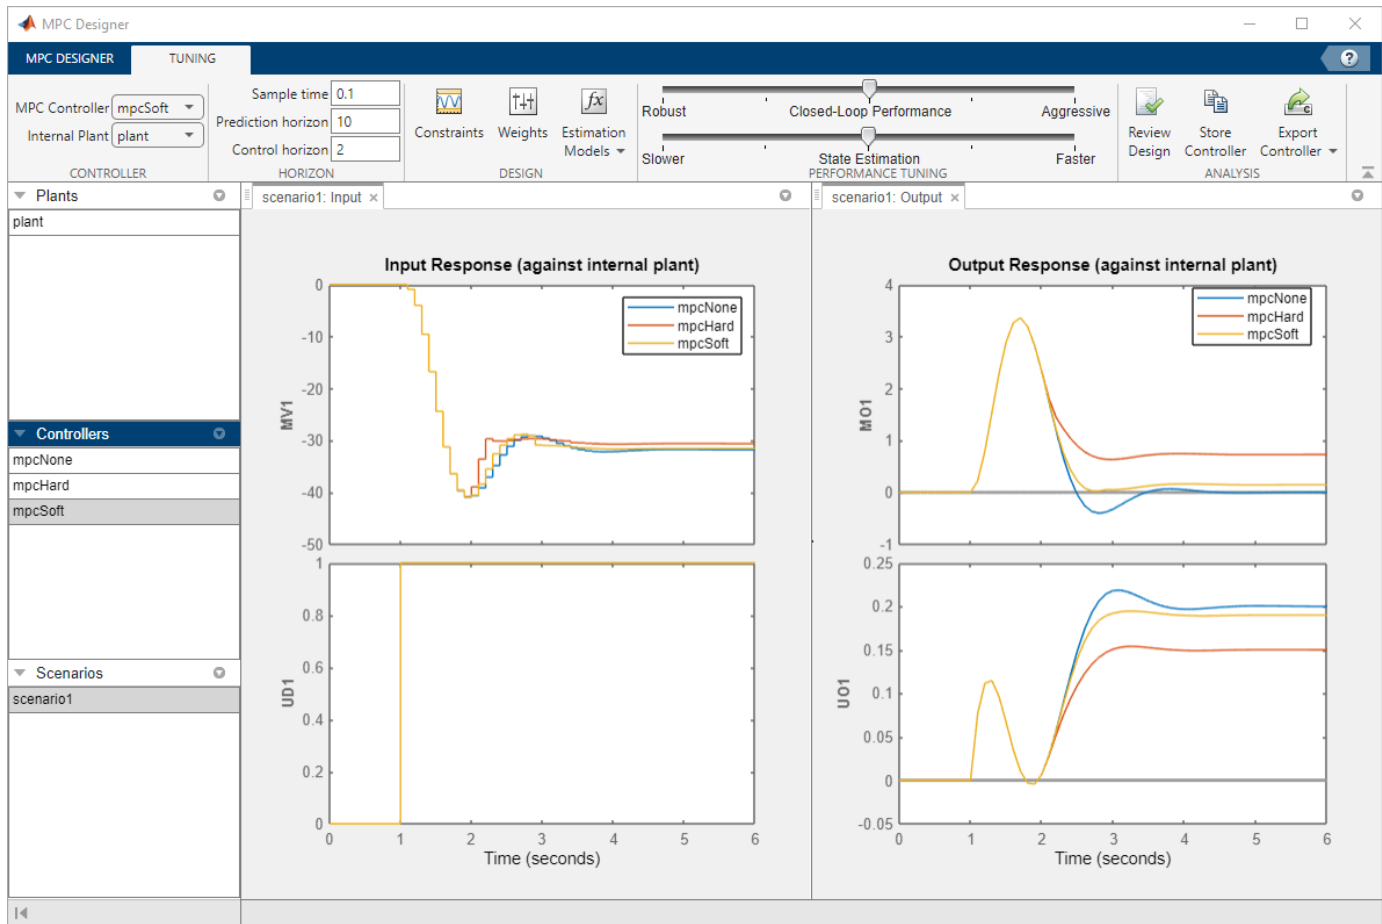 MPC Designer
MPC DESIGNER TUNING ?
MPC Controller mpcSoft
Internal Plant plant
CONTROLLER
Sample time 0.1
Prediction horizon 10
Control horizon 2
HORIZON
Constraints Weights fx Estimation Models
DESIGN
Robust Closed-Loop Performance Aggressive
Slower State Estimation Faster
PERFORMANCE TUNING
Review Design Store Controller Export Controller
ANALYSIS
Plants
plant
Controllers
mpcNone
mpcHard
mpcSoft
Scenarios
scenario1
scenario1: Input ×
Input Response (against internal plant)
mpcNone
mpcHard
mpcSoft
MV1
0
-10
-20
-30
-40
-50
UD1
1
0.8
0.6
0.4
0.2
0
0 1 2 3 4 5 6
Time (seconds)
scenario1: Output ×
Output Response (against internal plant)
mpcNone
mpcHard
mpcSoft
MO1
4
3
2
1
0
-1
UO1
0.25
0.2
0.15
0.1
0.05
0
-0.05
0 1 2 3 4 5 6
Time (seconds)